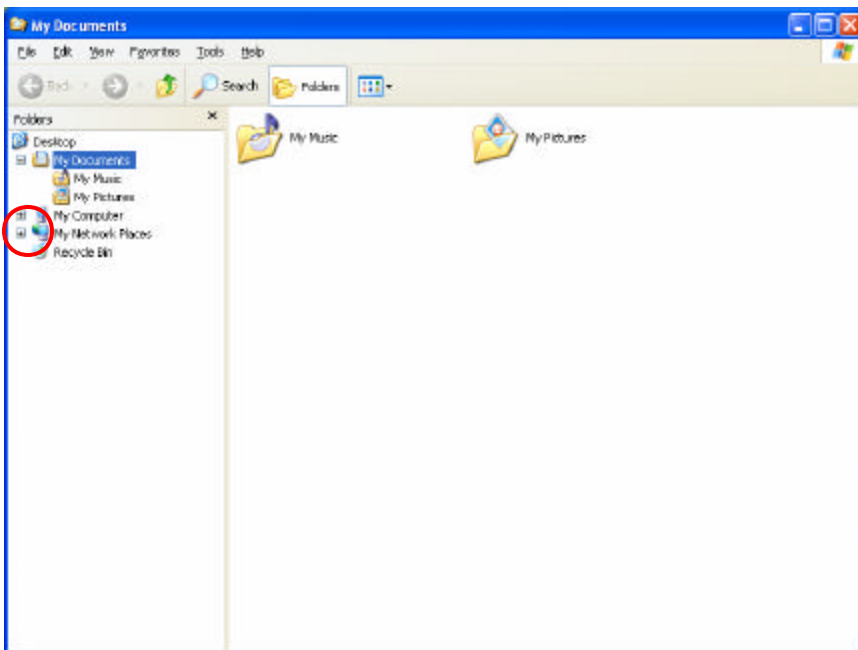 My Documents
File Edit View Favorites Tools Help
Back Search Folders
Folders
Desktop
My Documents
My Music
My Pictures
My Computer
My Network Places
Recycle Bin
My Music
My Pictures